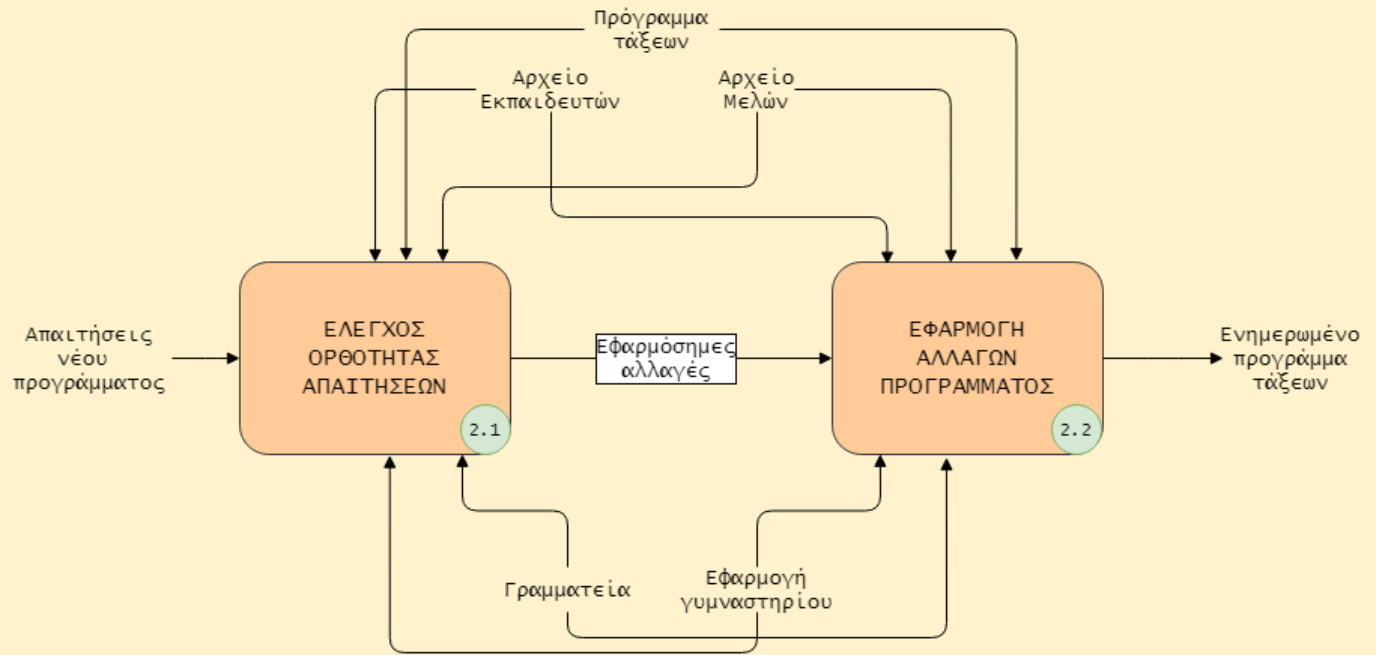 Πρόγραμμα
τάξεων
Αρχείο
Εκπαιδευτών
Αρχείο
Μελών
Απαιτήσεις
νέου
προγράμματος
ΕΛΕΓΧΟΣ
ΟΡΘΟΤΗΤΑΣ
ΑΠΑΙΤΗΣΕΩΝ
2.1
Εφαρμόσημες
αλλαγές
ΕΦΑΡΜΟΓΗ
ΑΛΛΑΓΩΝ
ΠΡΟΓΡΑΜΜΑΤΟΣ
2.2
Ενημερωμένο
προγράμμα
τάξεων
Γραμματεία
Εφαρμογή
γυμναστηρίου